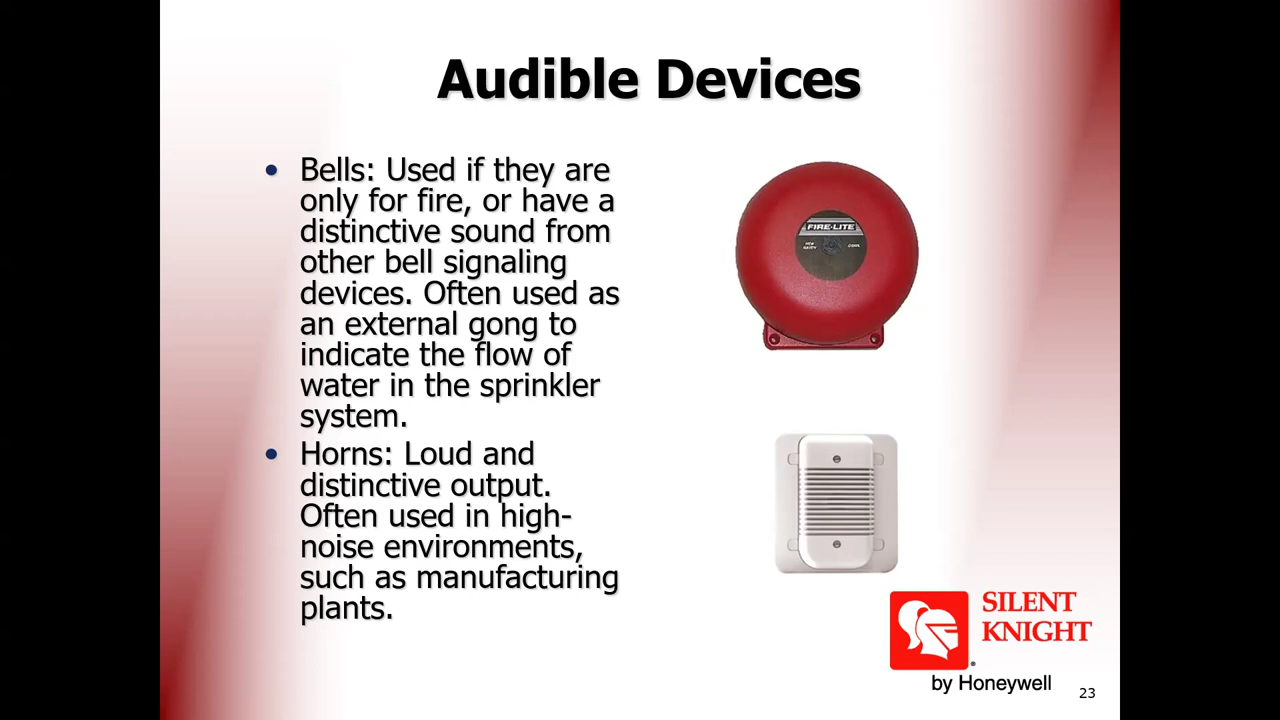 Audible Devices
• Bells: Used if they are
only for fire, or have a
distinctive sound from
other bell signaling
devices. Often used as
an external gong to
indicate the flow of
water in the sprinkler
system.
• Horns: Loud and
distinctive output.
Often used in high-
noise environments,
such as manufacturing
plants.
FIRE-LITE
SILENT
KNIGHT
®
by Honeywell
23